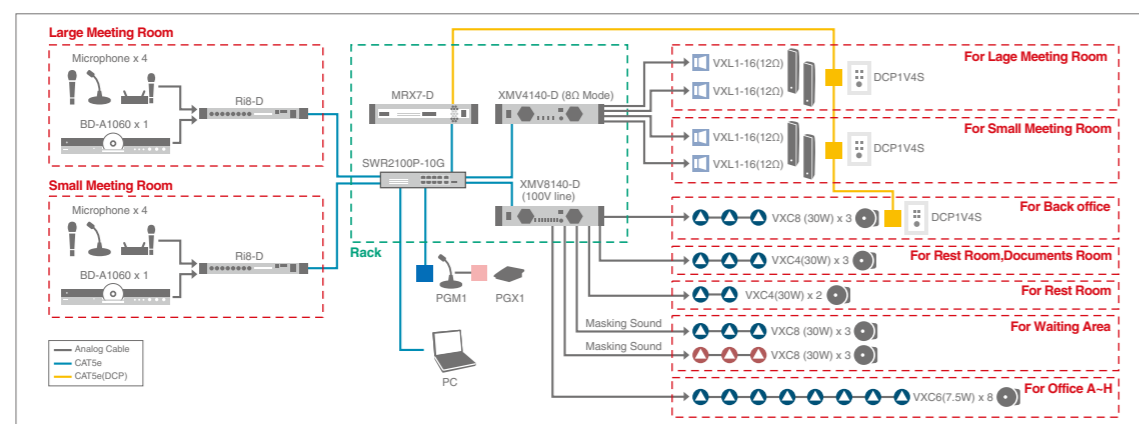 Large Meeting Room
Microphone x 4
Ri8-D
BD-A1060 x 1
Small Meeting Room
Microphone x 4
Ri8-D
BD-A1060 x 1
Analog Cable
CAT5e
CAT5e(DCP)
MRX7-D
XMV4140-D (8Ω Mode)
SWR2100P-10G
XMV8140-D
(100V line)
Rack
PGM1
PGX1
PC
For Lage Meeting Room
VXL1-16(12Ω)
DCP1V4S
VXL1-16(12Ω)
For Small Meeting Room
VXL1-16(12Ω)
DCP1V4S
VXL1-16(12Ω)
For Back office
VXC8 (30W) x 3
DCP1V4S
For Rest Room,Documents Room
VXC4(30W) x 3
For Rest Room
VXC4(30W) x 2
For Waiting Area
Masking Sound
VXC8 (30W) x 3
Masking Sound
VXC8 (30W) x 3
For Office A~H
VXC6(7.5W) x 8